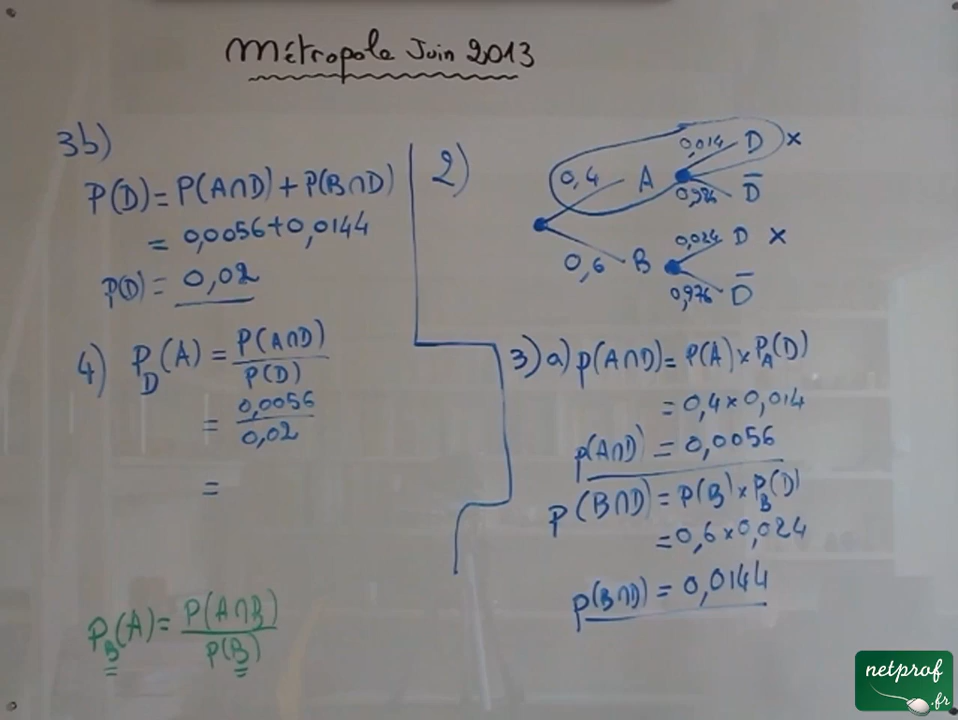 Métropole Juin 2013
3b)
P(D) = P(A∩D) + P(B∩D)
= 0,0056 + 0,0144
P(D) = 0,02
4) P_D(A) = P(A∩D) / P(D)
= 0,0056 / 0,02
=
P_B(A) = P(A∩B) / P(B)
2)
0,014 D x
0,4 A
0,986 D̅
0,024 D x
0,6 B
0,976 D̅
3) a) p(A∩D) = P(A) × P_A(D)
= 0,4 × 0,014
p(A∩D) = 0,0056
P(B∩D) = P(B) × P_B(D)
= 0,6 × 0,024
p(B∩D) = 0,0144
netprof
.fr